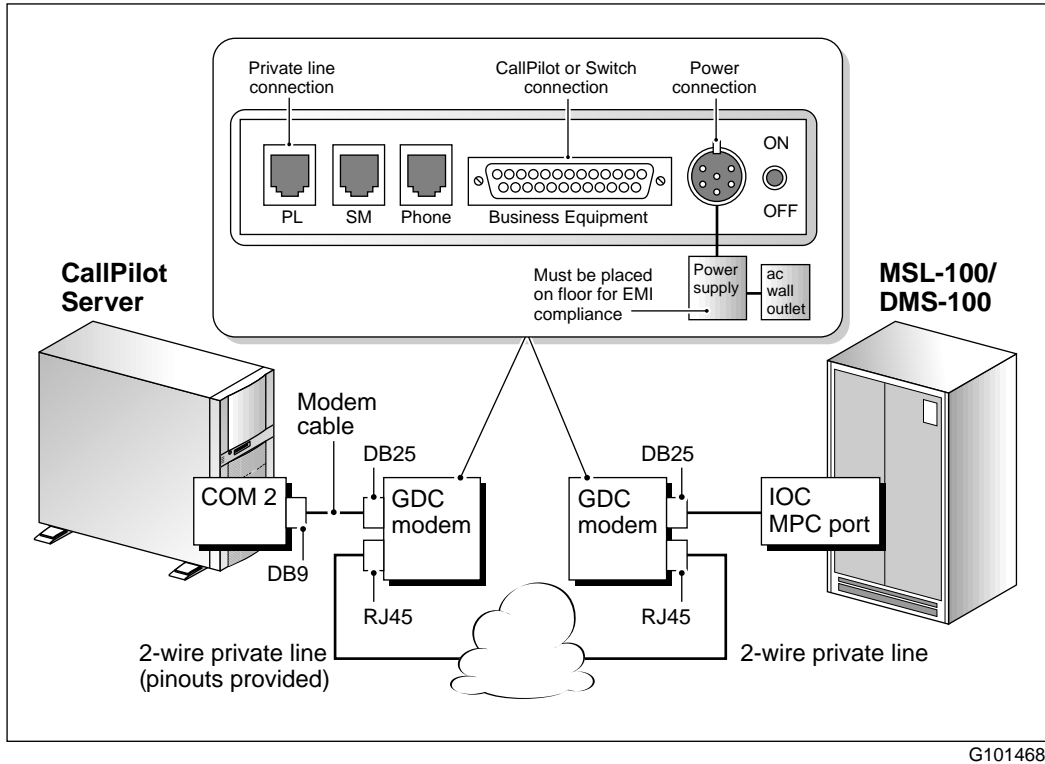 Private line
connection
CallPilot or Switch
connection
Power
connection
ON
OFF
PL
SM
Phone
Business Equipment
Must be placed
on floor for EMI
compliance
Power
supply
ac
wall
outlet
CallPilot
Server
MSL-100/
DMS-100
Modem
cable
DB25
DB25
COM 2
GDC
modem
GDC
modem
IOC
MPC port
DB9
RJ45
RJ45
2-wire private line
(pinouts provided)
2-wire private line
G101468